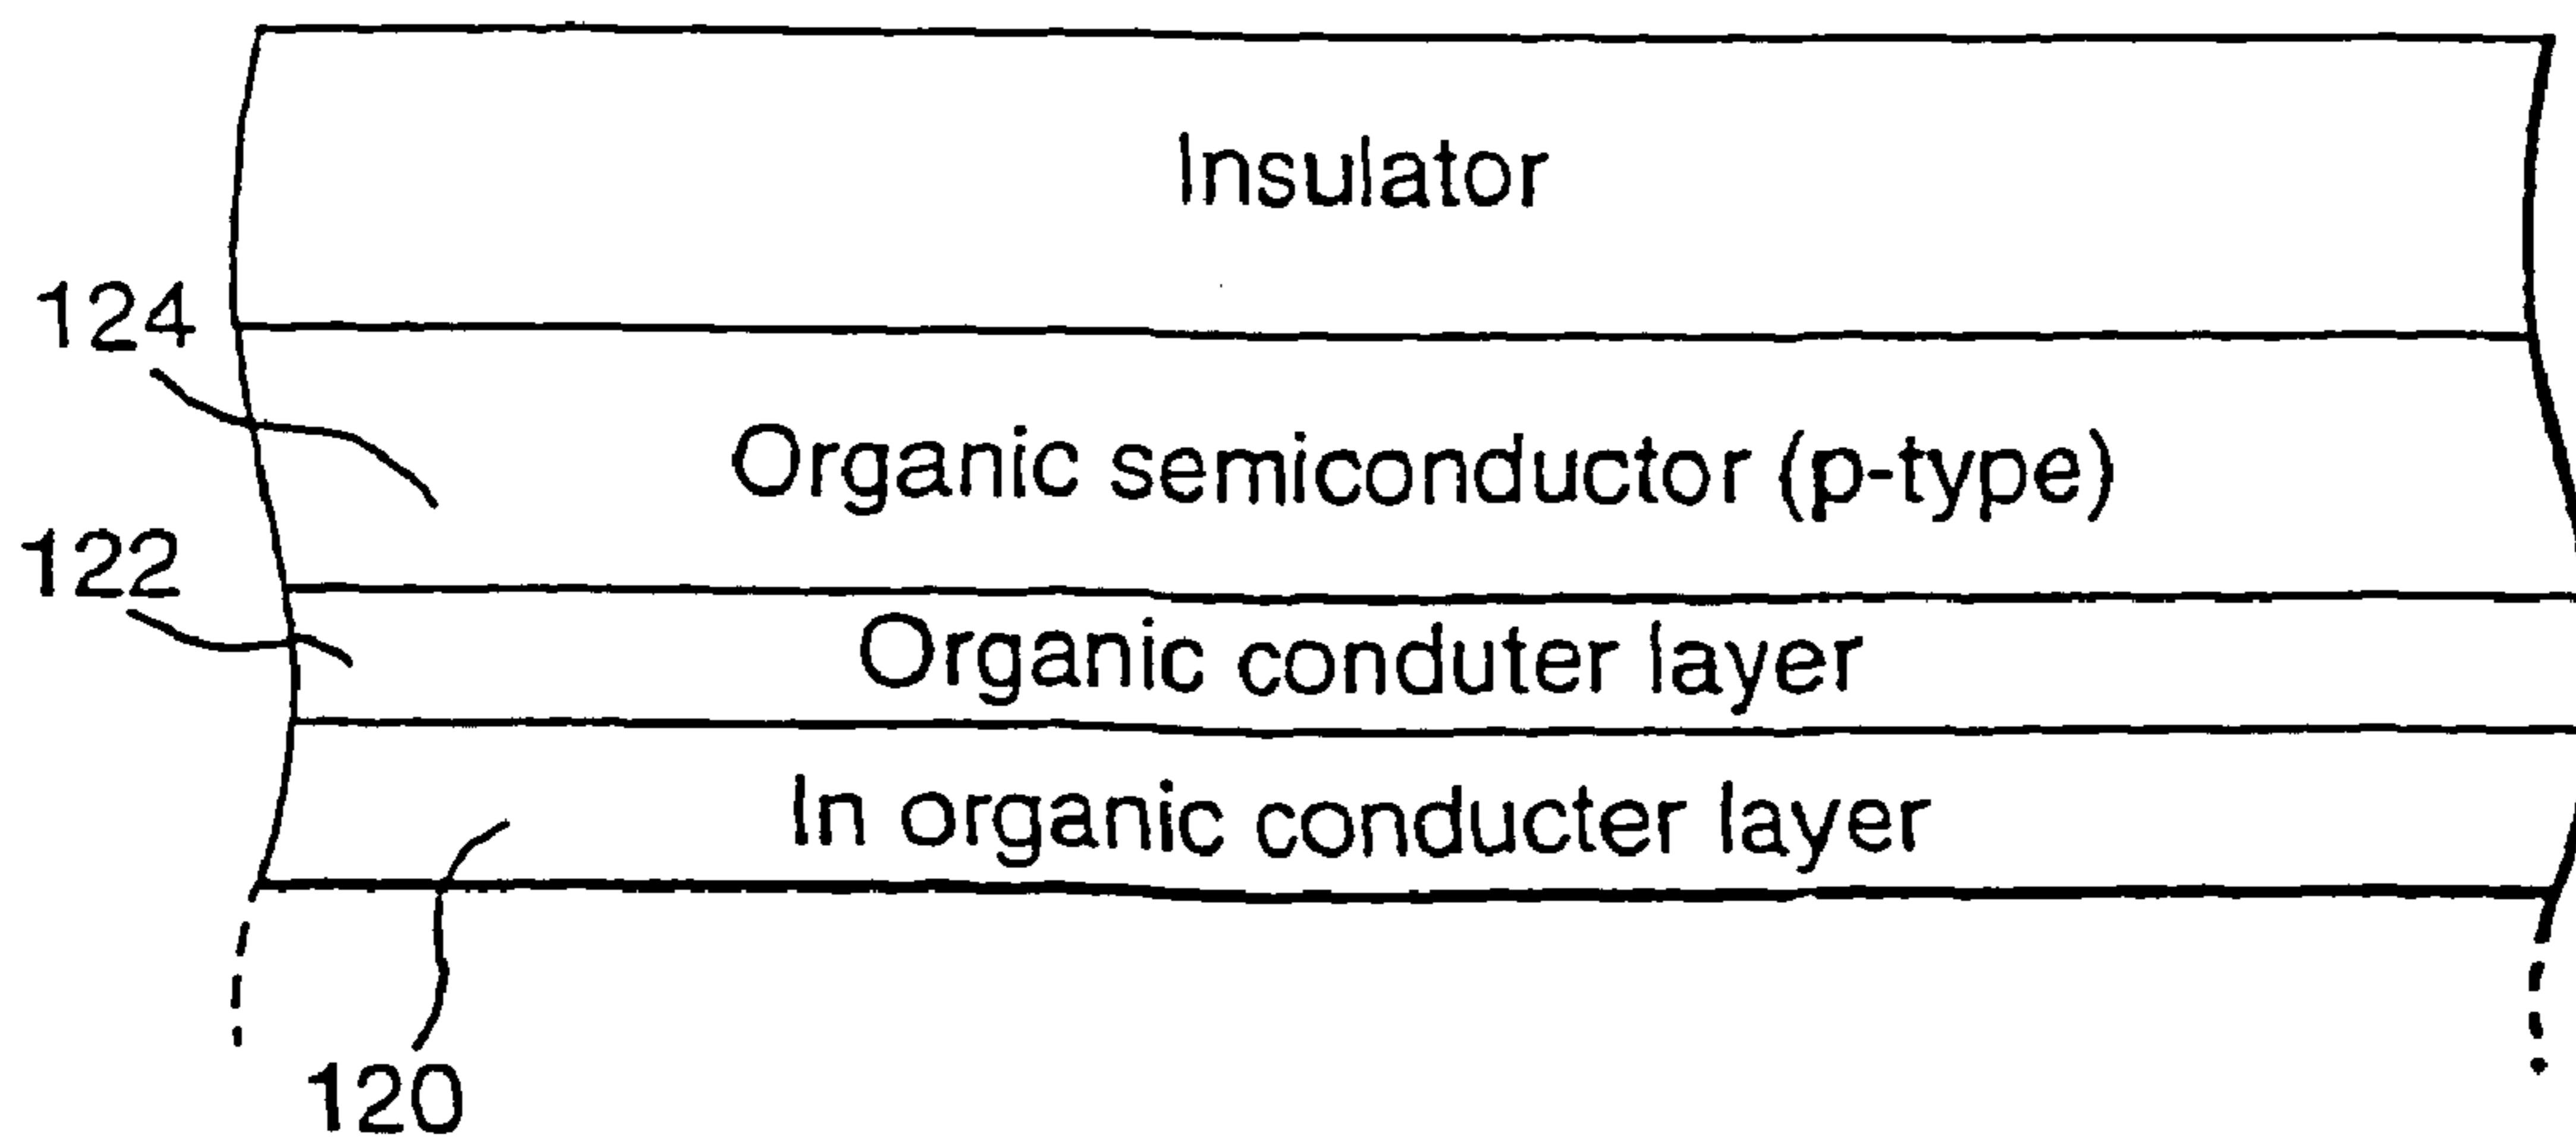 Insulator
124
Organic semiconductor (p-type)
122
Organic conduter layer
In organic conducter layer
120